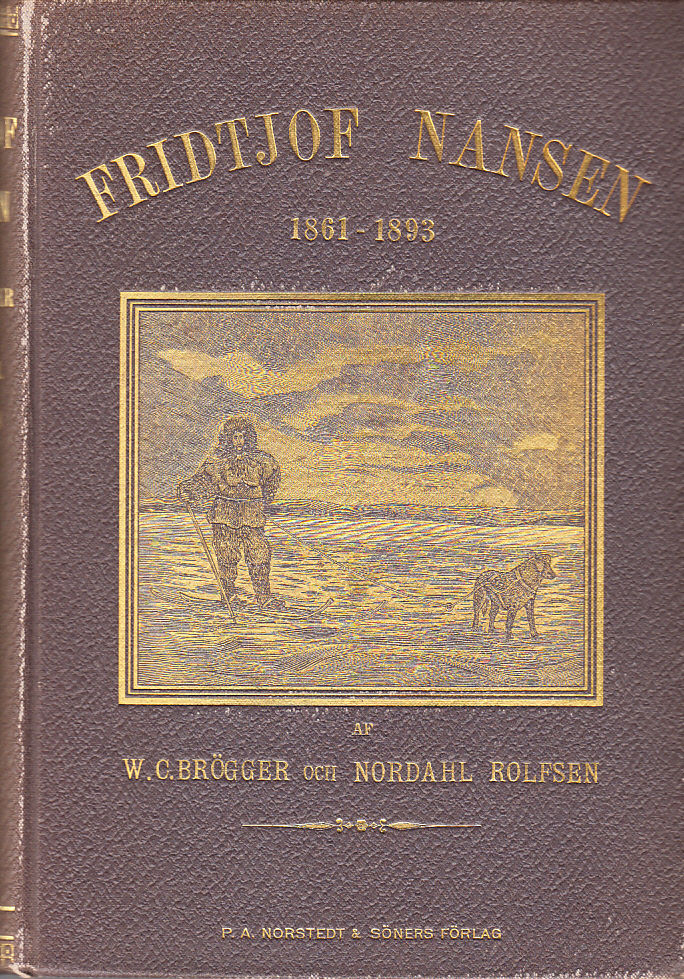 FRIDTJOF NANSEN
1861-1893
AF
W. C. BRÖGGER OCH NORDAHL ROLFSEN
P. A. NORSTEDT & SÖNERS FÖRLAG